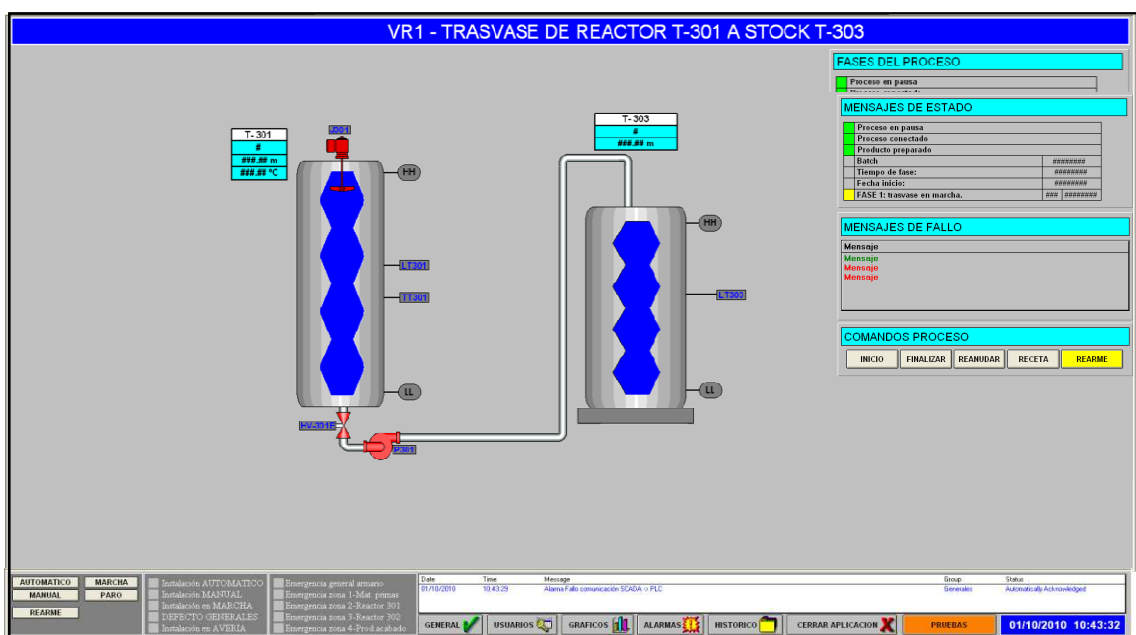 VR1 - TRASVASE DE REACTOR T-301 A STOCK T-303
FASES DEL PROCESO
Proceso en pausa
MENSAJES DE ESTADO
Proceso en pausa
Proceso conectado
Producto preparado
Batch ########
Tiempo de fase: ########
Fecha inicio: ########
FASE 1: trasvase en marcha. ### ########
MENSAJES DE FALLO
Mensaje
Mensaje
Mensaje
Mensaje
COMANDOS PROCESO
INICIO FINALIZAR REANUDAR RECETA REARME
T-301
#
###.## m
###.## ºC
J301
HH
LT301
TT301
LL
HV-301F
P301
T-303
#
###.## m
HH
LT303
LL
AUTOMATICO MARCHA
MANUAL PARO
REARME
Instalación AUTOMATICO
Instalación MANUAL
Instalación en MARCHA
DEFECTO GENERALES
Instalación en AVERIA
Emergencia general armario
Emergencia zona 1-Mat. primas
Emergencia zona 2-Reactor 301
Emergencia zona 3-Reactor 302
Emergencia zona 4-Prod acabado
Date Time Message Group Status
01/10/2010 10:43:29 Alarma Fallo comunicación SCADA -> PLC Generales Automatically Acknowledged
GENERAL USUARIOS GRAFICOS ALARMAS HISTORICO CERRAR APLICACION PRUEBAS 01/10/2010 10:43:32